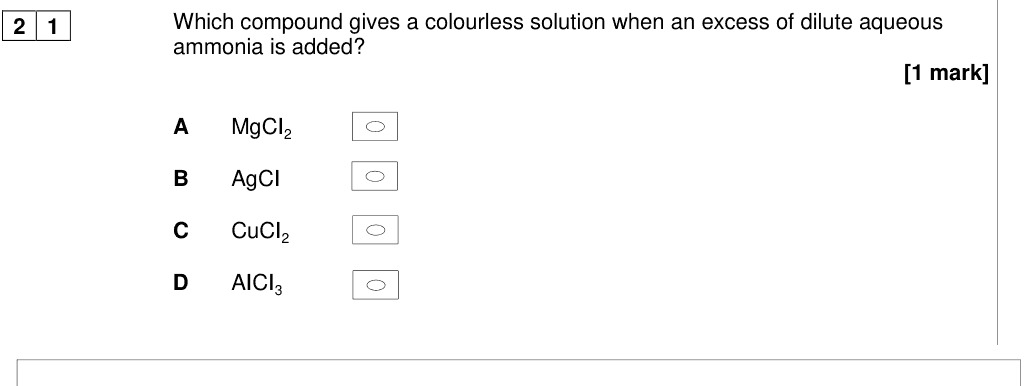 2 1 Which compound gives a colourless solution when an excess of dilute aqueous
ammonia is added?
[1 mark]
A MgCl₂
B AgCl
C CuCl₂
D AlCl₃